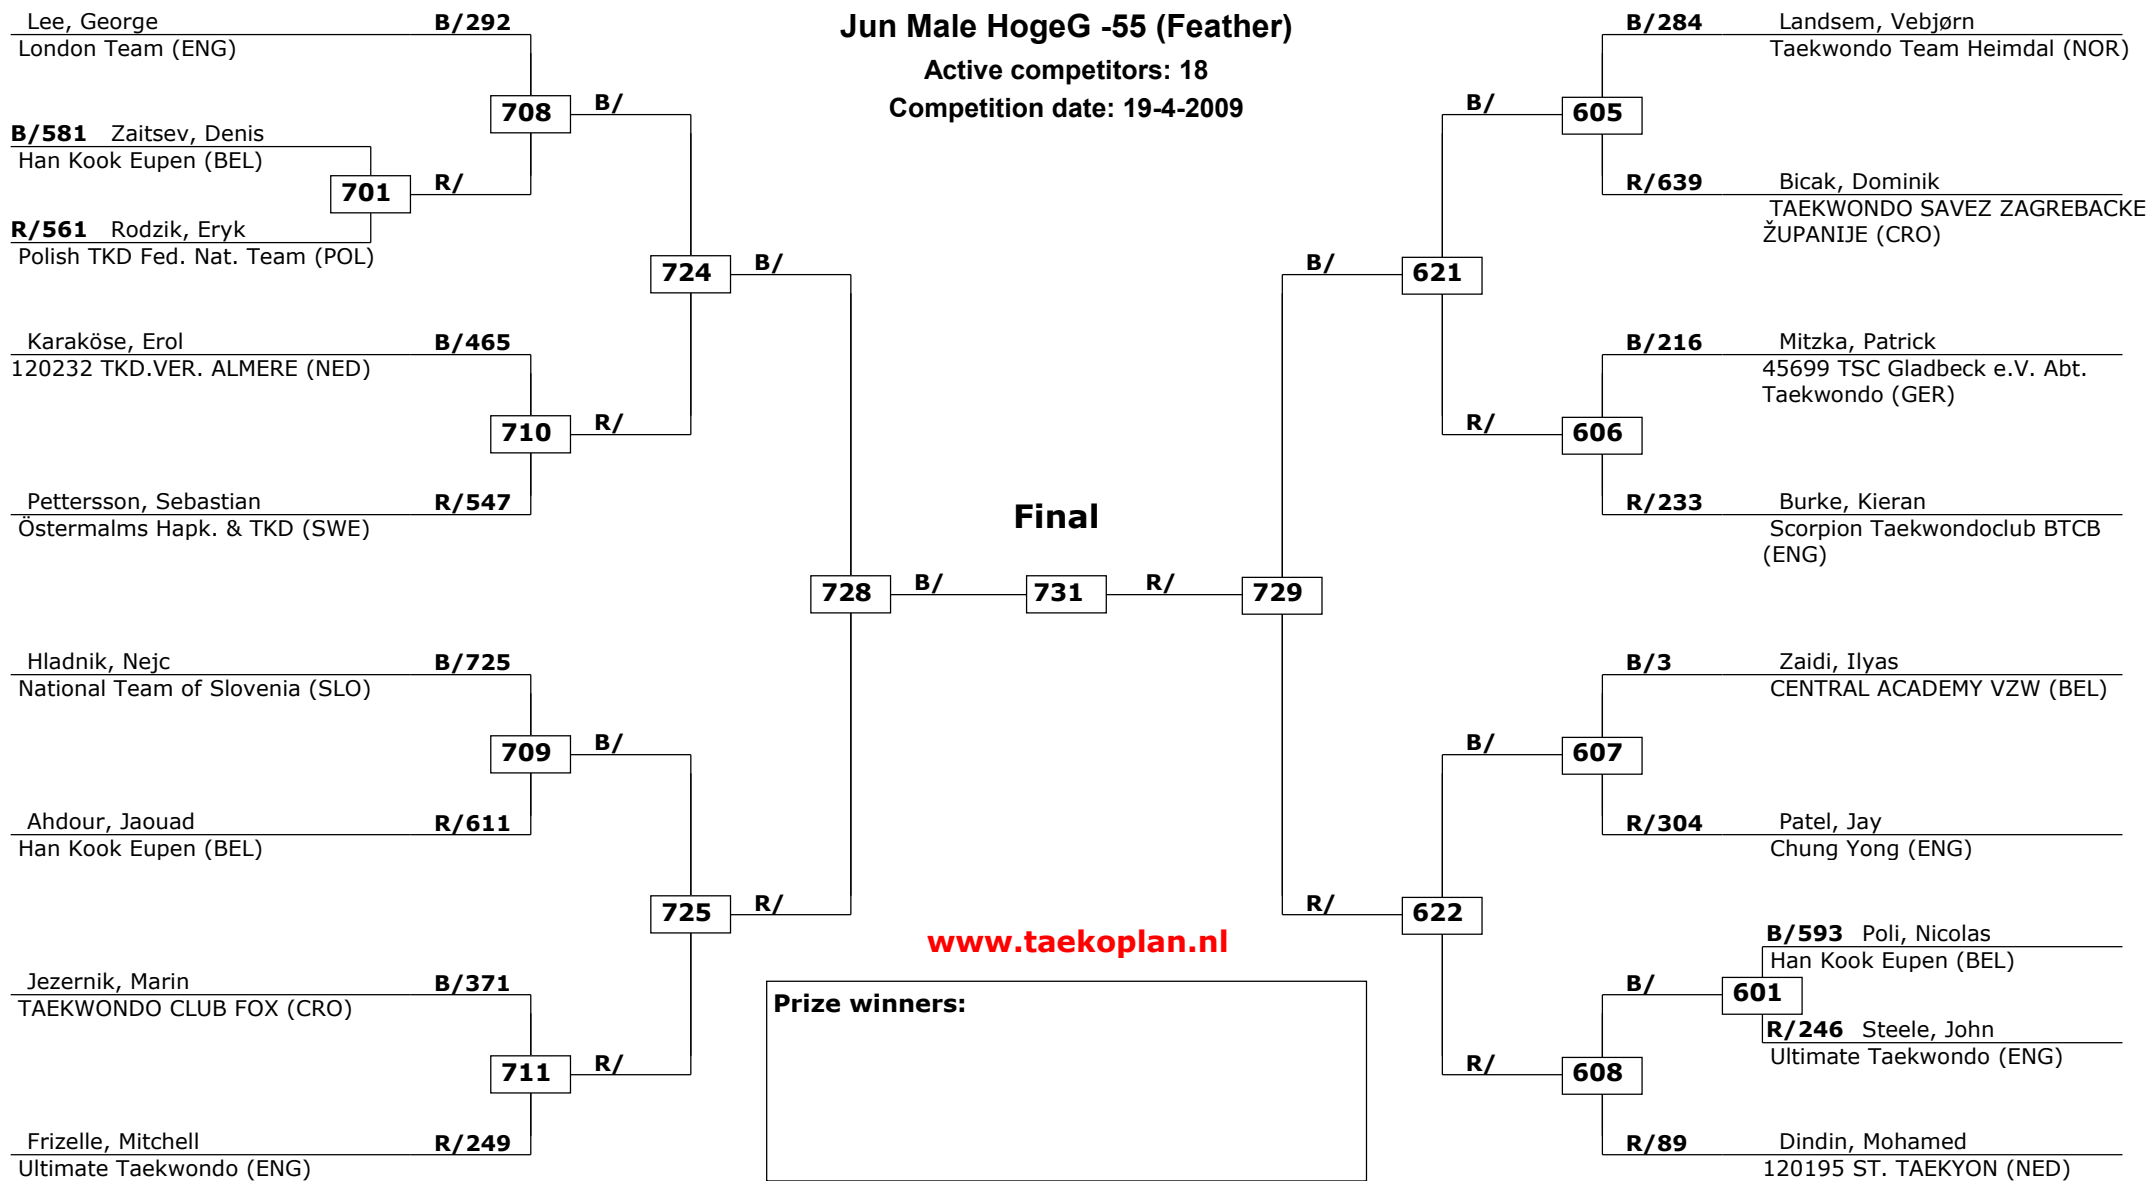 Jun Male HogeG -55 (Feather)
Active competitors: 18
Competition date: 19-4-2009
Lee, George B/292
London Team (ENG)
708 B/
B/581 Zaitsev, Denis
Han Kook Eupen (BEL)
701 R/
R/561 Rodzik, Eryk
Polish TKD Fed. Nat. Team (POL)
724 B/
Karaköse, Erol B/465
120232 TKD.VER. ALMERE (NED)
710 R/
Pettersson, Sebastian R/547
Östermalms Hapk. & TKD (SWE)
Final
728 B/ 731 R/ 729
Hladnik, Nejc B/725
National Team of Slovenia (SLO)
709 B/
Ahdour, Jaouad R/611
Han Kook Eupen (BEL)
725 R/
Jezernik, Marin B/371
TAEKWONDO CLUB FOX (CRO)
711 R/
Frizelle, Mitchell R/249
Ultimate Taekwondo (ENG)
B/284 Landsem, Vebjørn
Taekwondo Team Heimdal (NOR)
B/ 605
R/639 Bicak, Dominik
TAEKWONDO SAVEZ ZAGREBACKE
ŽUPANIJE (CRO)
B/ 621
B/216 Mitzka, Patrick
45699 TSC Gladbeck e.V. Abt.
Taekwondo (GER)
R/ 606
R/233 Burke, Kieran
Scorpion Taekwondoclub BTCB
(ENG)
B/3 Zaidi, Ilyas
CENTRAL ACADEMY VZW (BEL)
B/ 607
R/304 Patel, Jay
Chung Yong (ENG)
R/ 622
B/593 Poli, Nicolas
Han Kook Eupen (BEL)
B/ 601
R/246 Steele, John
Ultimate Taekwondo (ENG)
R/ 608
R/89 Dindin, Mohamed
120195 ST. TAEKYON (NED)
www.taekoplan.nl
Prize winners: